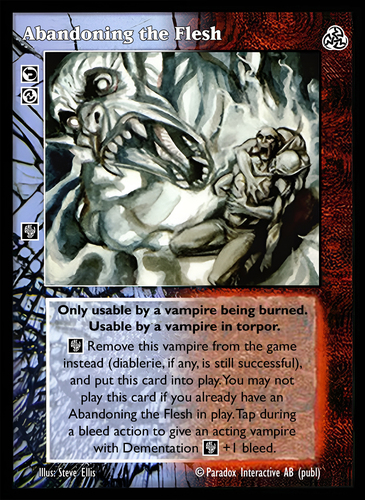 Abandoning the Flesh
Only usable by a vampire being burned.
Usable by a vampire in torpor.
Remove this vampire from the game
instead (diablerie, if any, is still successful),
and put this card into play. You may not
play this card if you already have an
Abandoning the Flesh in play. Tap during
a bleed action to give an acting vampire
with Dementation +1 bleed.
Illus: Steve Ellis
© Paradox Interactive AB (publ)